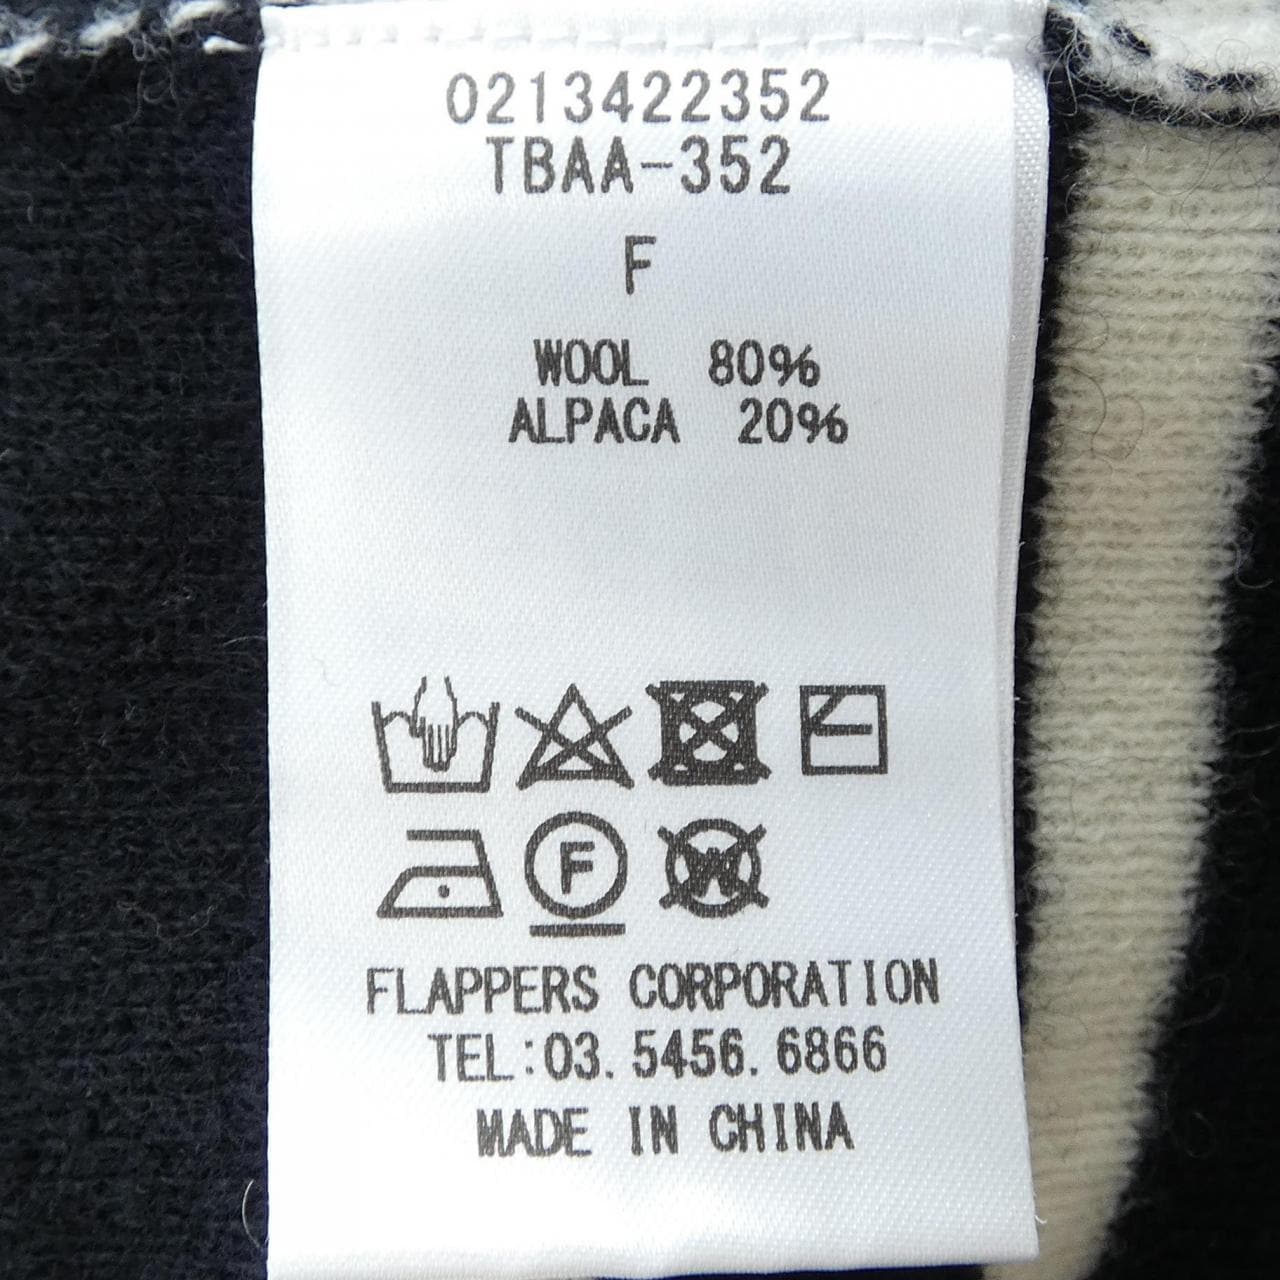 0213422352
TBAA-352
F
WOOL 80%
ALPACA 20%
F
W
FLAPPERS CORPORATION
TEL:03.5456.6866
MADE IN CHINA